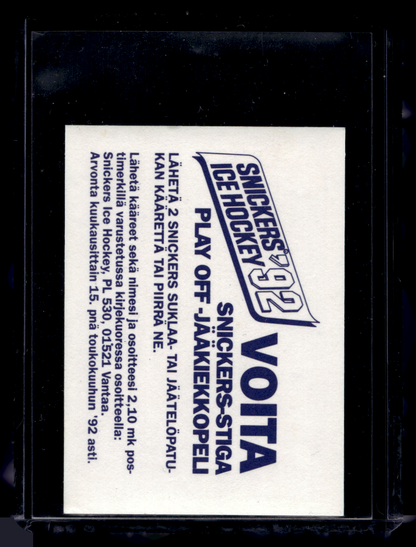 SNICKERS' '92
ICE HOCKEY
VOITA
SNICKERS-STIGA
PLAY OFF -JÄÄKIEKKOPELI
LÄHETÄ 2 SNICKERS SUKLAA- TAI JÄÄTELÖPATU-
KAN KÄÄRETTÄ TAI PIIRRÄ NE.
Lähetä kääreet sekä nimesi ja osoitteesi 2,10 mk pos-
timerkillä varustetussa kirjekuoressa osoitteella:
Snickers Ice Hockey, PL 530, 01521 Vantaa.
Arvonta kuukausittain 15. pnä toukokuuhun '92 asti.